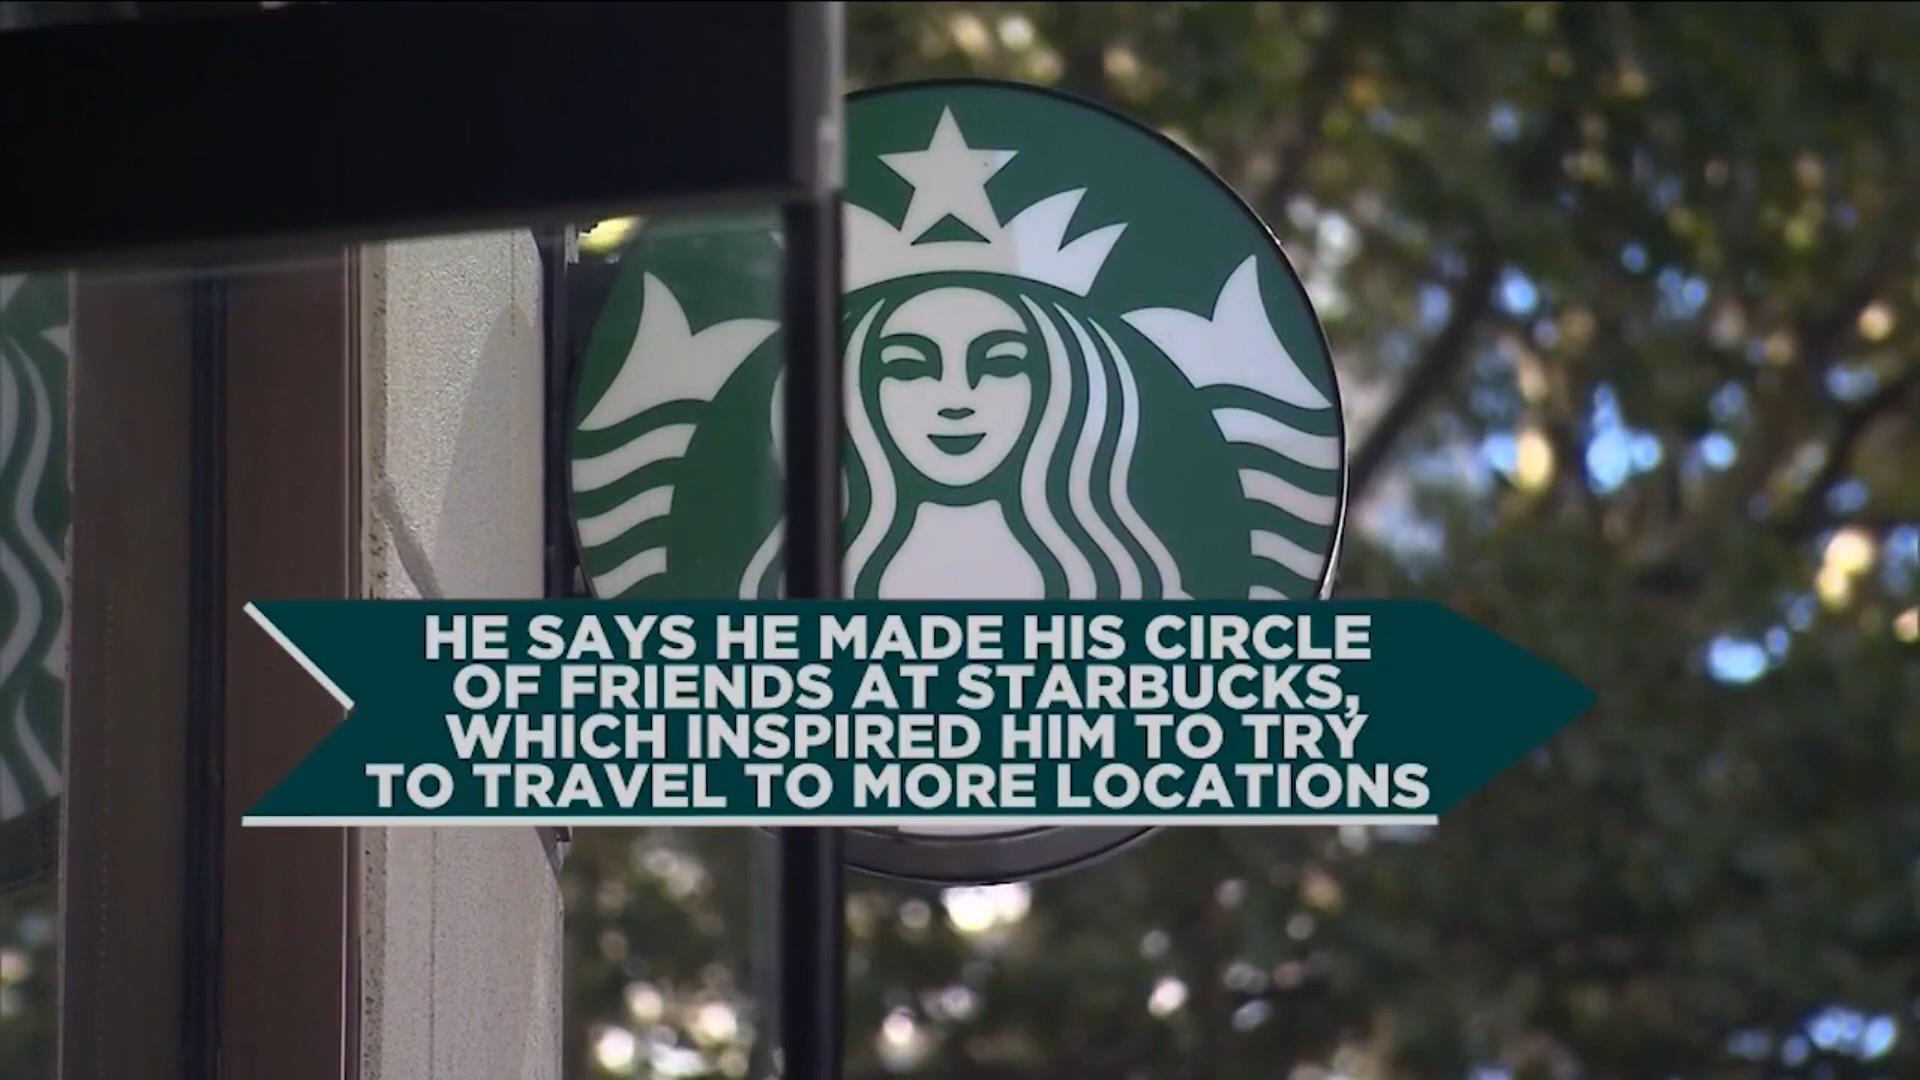 HE SAYS HE MADE HIS CIRCLE
OF FRIENDS AT STARBUCKS,
WHICH INSPIRED HIM TO TRY
TO TRAVEL TO MORE LOCATIONS